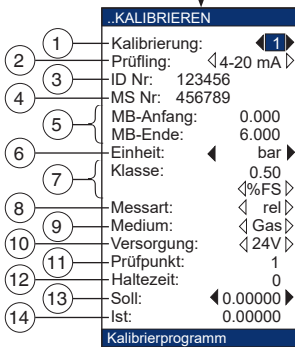 ..KALIBRIEREN
1 Kalibrierung: 1
2 Prüfling: 4-20 mA
3 ID Nr: 123456
4 MS Nr: 456789
5 MB-Anfang: 0.000
MB-Ende: 6.000
6 Einheit: bar
7 Klasse: 0.50
%FS
8 Messart: rel
9 Medium: Gas
10 Versorgung: 24V
11 Prüfpunkt: 1
12 Haltezeit: 0
13 Soll: 0.00000
14 Ist: 0.00000
Kalibrierprogramm